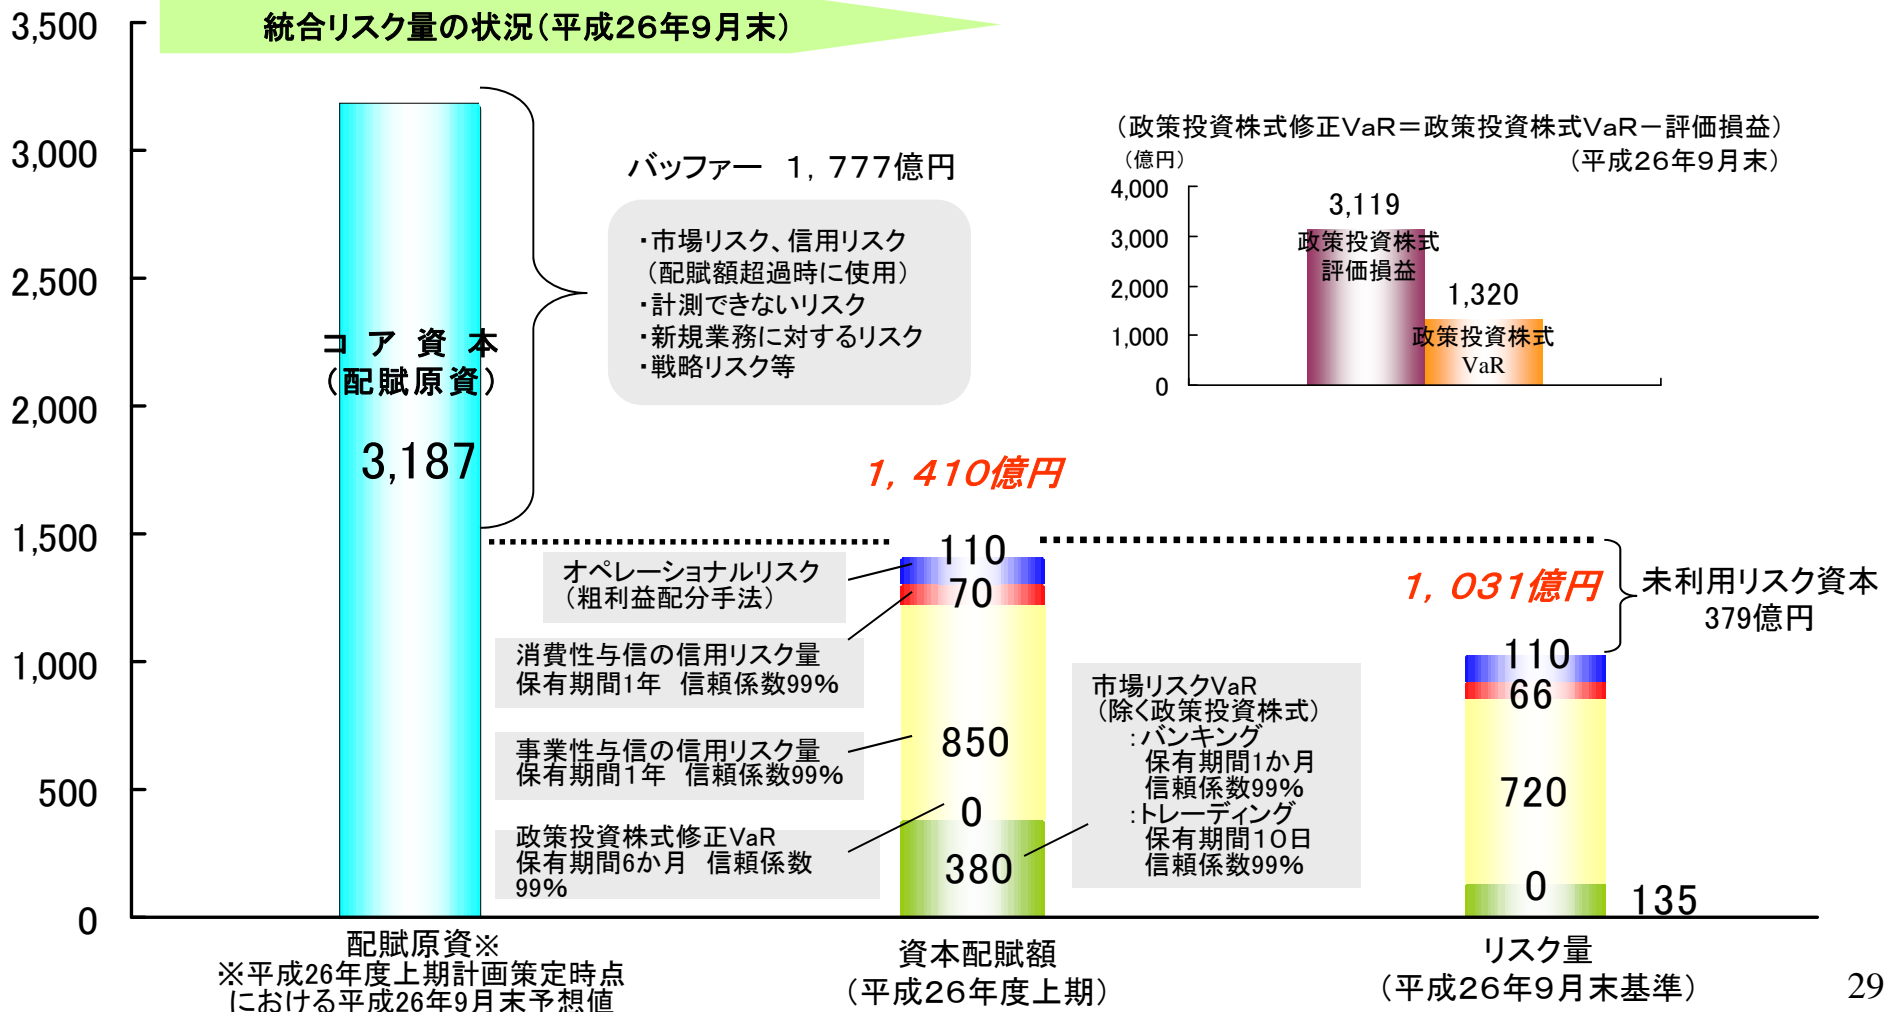 統合リスク量の状況(平成26年9月末)
3,500
3,000
2,500
2,000
1,500
1,000
500
0
コア資本
(配賦原資)
3,187
バッファー 1,777億円
・市場リスク、信用リスク
(配賦額超過時に使用)
・計測できないリスク
・新規業務に対するリスク
・戦略リスク等
(政策投資株式修正VaR=政策投資株式VaR-評価損益)
(億円)
(平成26年9月末)
4,000
3,000
2,000
1,000
0
3,119
政策投資株式
評価損益
1,320
政策投資株式
VaR
1,410億円
110
70
850
0
380
オペレーショナルリスク
(粗利益配分手法)
消費性与信の信用リスク量
保有期間1年 信頼係数99%
事業性与信の信用リスク量
保有期間1年 信頼係数99%
政策投資株式修正VaR
保有期間6か月 信頼係数
99%
市場リスクVaR
(除く政策投資株式)
:バンキング
保有期間1か月
信頼係数99%
:トレーディング
保有期間10日
信頼係数99%
1,031億円
110
66
720
0
135
未利用リスク資本
379億円
配賦原資※
※平成26年度上期計画策定時点
における平成26年9月末予想値
資本配賦額
(平成26年度上期)
リスク量
(平成26年9月末基準)
29